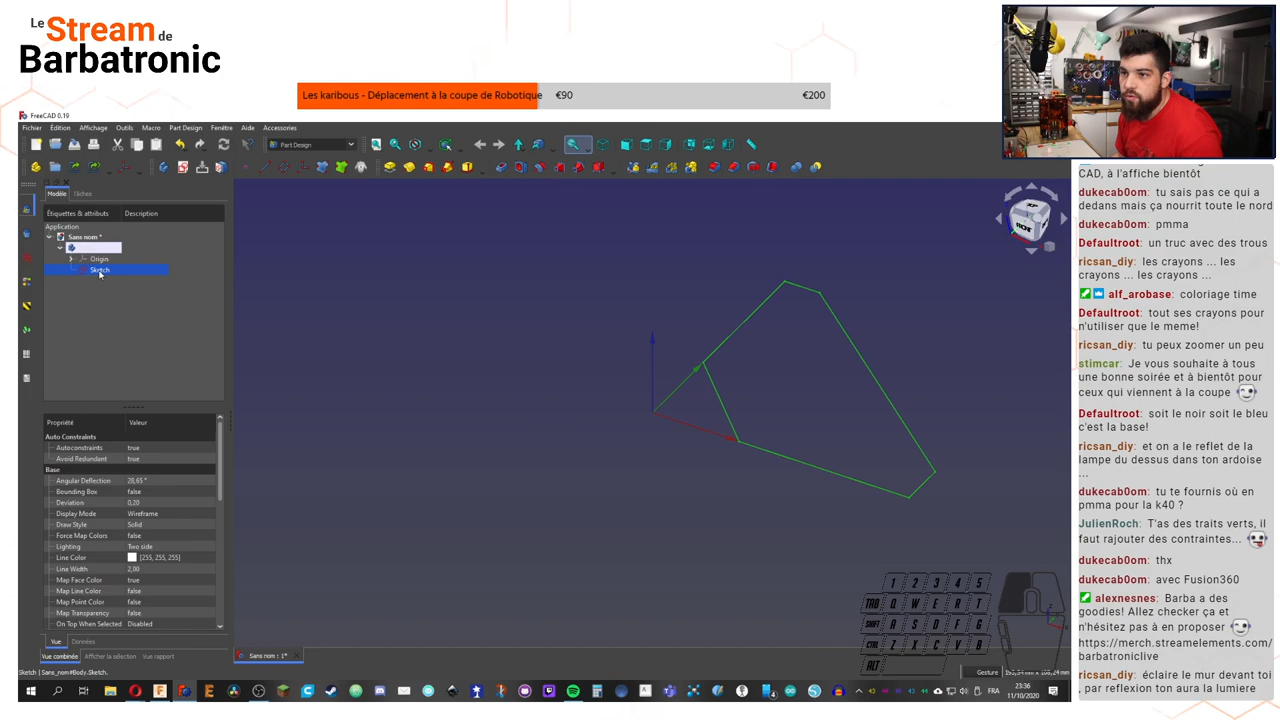 Le
Stream de
Barbatronic
Les karibous - Déplacement à la coupe de Robotique €90 €200
FreeCAD 0.19
Fichier Édition Affichage Outils Macro Part Design Fenêtre Aide Accessories
Part Design
Modèle Tâches
Étiquettes & attributs Description
Application
Sans nom *
Origin
Sketch
Propriété Valeur
Auto Constraints
Autoconstraints true
Avoid Redundant true
Base
Angular Deflection 28,65 °
Bounding Box false
Deviation 0,20
Display Mode Wireframe
Draw Style Solid
Force Map Colors false
Lighting Two side
Line Color [255, 255, 255]
Line Width 2,00
Map Face Color true
Map Line Color false
Map Point Color false
Map Transparency false
On Top When Selected Disabled
Vue Données
Vue combinée Afficher la sélection Vue rapport
Sans nom : 1*
Sketch | Sans_nom#Body.Sketch.
Gesture
FRONT
1 2 3 4 5
TAB Q W E R T
SHIFT A S D F G
CTRL Z X C V B
ALT
FRA
23:36
11/10/2020
CAD, à l'affiche bientôt
dukecab0om: tu sais pas ce qui a
dedans mais ça nourrit toute le nord
dukecab0om: pmma
Defaultroot: un truc avec des trous
ricsan_diy: les crayons ... les
crayons ... les crayons ...
alf_arobase: coloriage time
Defaultroot: tout ses crayons pour
n'utiliser que le meme!
ricsan_diy: tu peux zoomer un peu
stimcar: Je vous souhaite à tous
une bonne soirée et à bientôt pour
ceux qui viennent à la coupe
Defaultroot: soit le noir soit le bleu
c'est la base!
ricsan_diy: et on a le reflet de la
lampe du dessus dans ton ardoise
...
dukecab0om: tu te fournis où en
pmma pour la k40 ?
JulienRoch: T'as des traits verts, il
faut rajouter des contraintes...
dukecab0om: thx
dukecab0om: avec Fusion360
alexnesnes: Barba a des
goodies! Allez checker ça et
n'hésitez pas à en proposer
https://merch.streamelements.com/
barbatroniclive
ricsan_diy: éclaire le mur devant toi
, par reflexion ton aura la lumiere